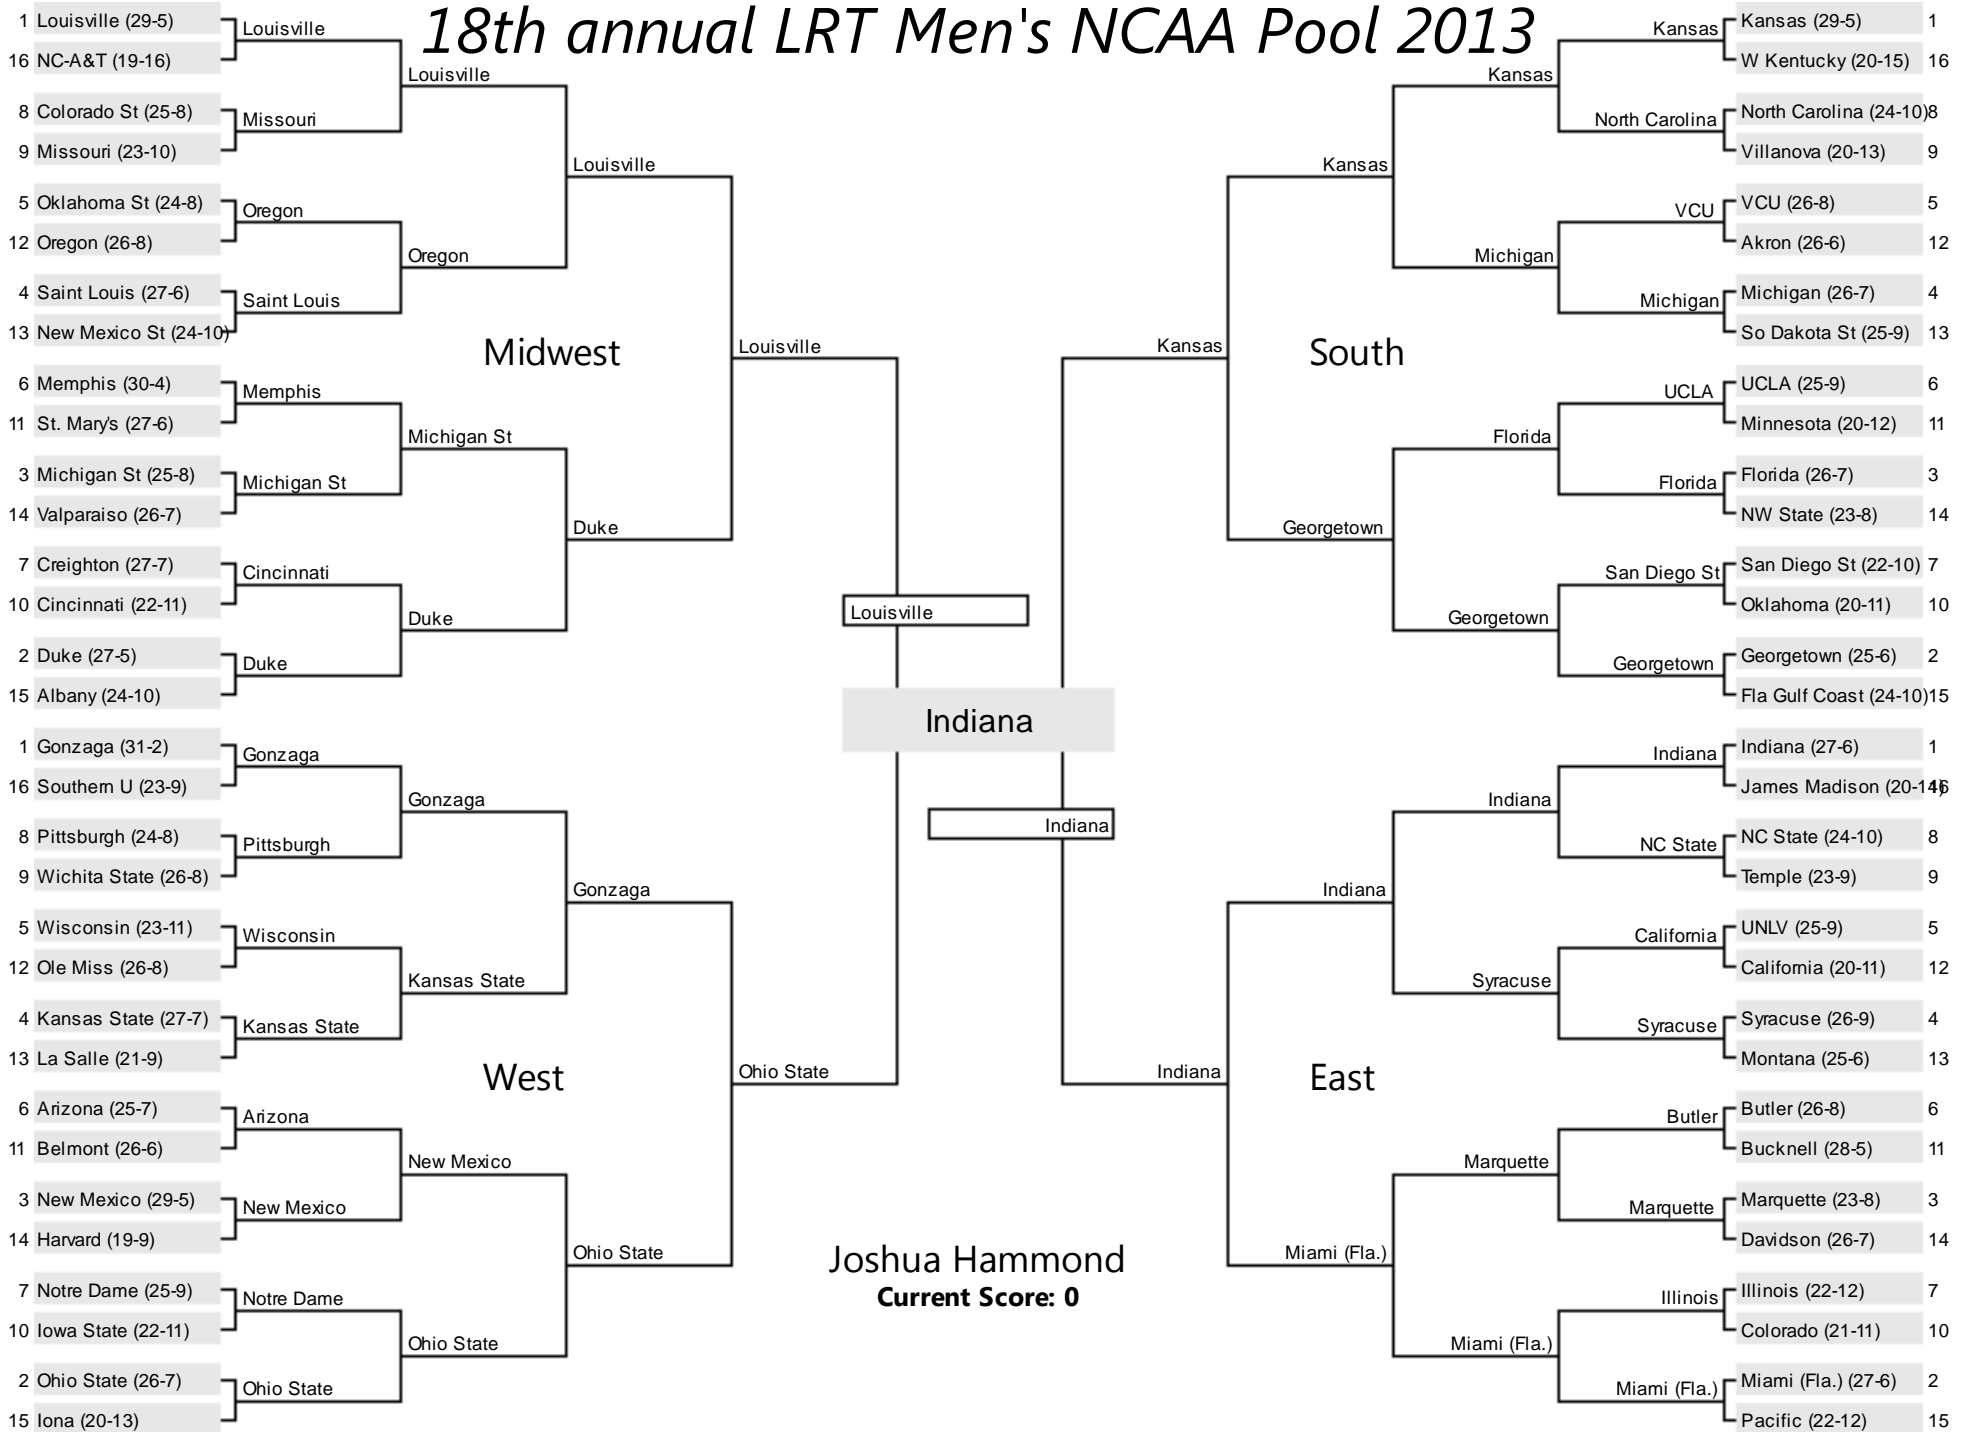 18th annual LRT Men's NCAA Pool 2013
1 Louisville (29-5)
16 NC-A&T (19-16)
8 Colorado St (25-8)
9 Missouri (23-10)
5 Oklahoma St (24-8)
12 Oregon (26-8)
4 Saint Louis (27-6)
13 New Mexico St (24-10)
6 Memphis (30-4)
11 St. Mary's (27-6)
3 Michigan St (25-8)
14 Valparaiso (26-7)
7 Creighton (27-7)
10 Cincinnati (22-11)
2 Duke (27-5)
15 Albany (24-10)
Louisville
Missouri
Oregon
Saint Louis
Memphis
Michigan St
Cincinnati
Duke
Louisville
Oregon
Michigan St
Duke
Louisville
Duke
Midwest
Louisville
1 Gonzaga (31-2)
16 Southern U (23-9)
8 Pittsburgh (24-8)
9 Wichita State (26-8)
5 Wisconsin (23-11)
12 Ole Miss (26-8)
4 Kansas State (27-7)
13 La Salle (21-9)
6 Arizona (25-7)
11 Belmont (26-6)
3 New Mexico (29-5)
14 Harvard (19-9)
7 Notre Dame (25-9)
10 Iowa State (22-11)
2 Ohio State (26-7)
15 Iona (20-13)
Gonzaga
Pittsburgh
Wisconsin
Kansas State
Arizona
New Mexico
Notre Dame
Ohio State
Gonzaga
Kansas State
New Mexico
Ohio State
Gonzaga
Ohio State
West
Ohio State
Louisville
Indiana
Indiana
Joshua Hammond
Current Score: 0
Kansas
South
Kansas
Georgetown
Kansas
Michigan
Florida
Georgetown
Kansas
North Carolina
VCU
Michigan
UCLA
Florida
San Diego St
Georgetown
Kansas (29-5) 1
W Kentucky (20-15) 16
North Carolina (24-10) 8
Villanova (20-13) 9
VCU (26-8) 5
Akron (26-6) 12
Michigan (26-7) 4
So Dakota St (25-9) 13
UCLA (25-9) 6
Minnesota (20-12) 11
Florida (26-7) 3
NW State (23-8) 14
San Diego St (22-10) 7
Oklahoma (20-11) 10
Georgetown (25-6) 2
Fla Gulf Coast (24-10) 15
Indiana
East
Indiana
Miami (Fla.)
Indiana
Syracuse
Marquette
Miami (Fla.)
Indiana
NC State
California
Syracuse
Butler
Marquette
Illinois
Miami (Fla.)
Indiana (27-6) 1
James Madison (20-14) 16
NC State (24-10) 8
Temple (23-9) 9
UNLV (25-9) 5
California (20-11) 12
Syracuse (26-9) 4
Montana (25-6) 13
Butler (26-8) 6
Bucknell (28-5) 11
Marquette (23-8) 3
Davidson (26-7) 14
Illinois (22-12) 7
Colorado (21-11) 10
Miami (Fla.) (27-6) 2
Pacific (22-12) 15